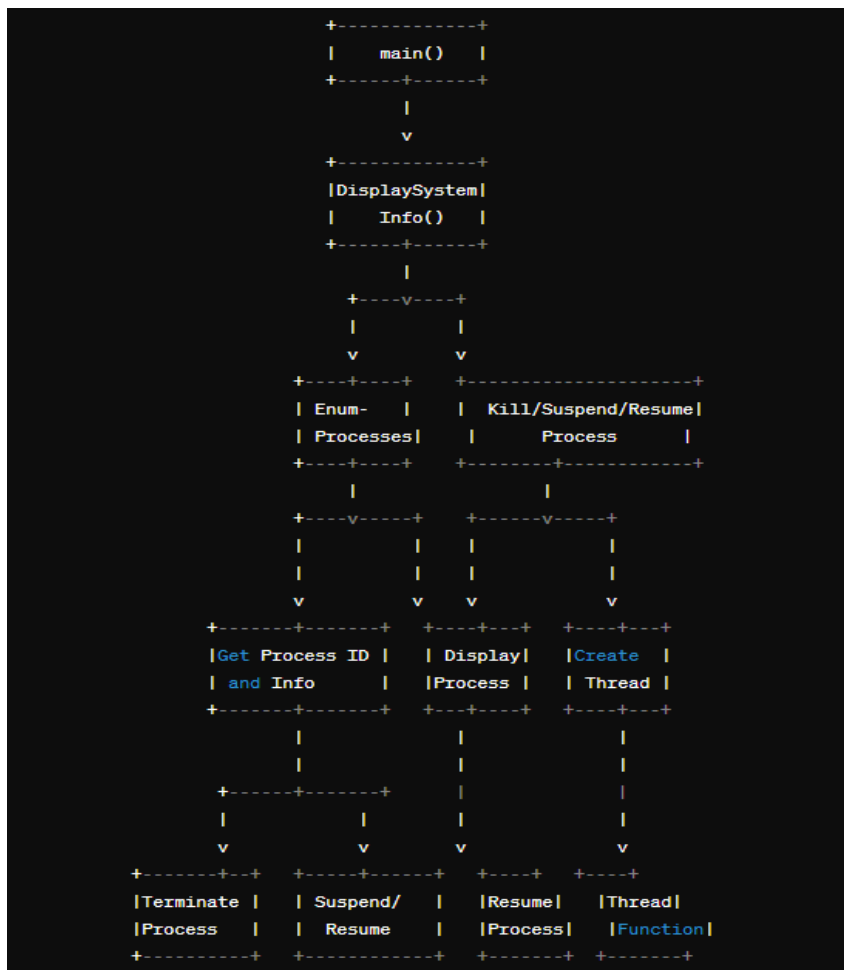 +-------------+
|    main()   |
+------+------+
|
v
+-------------+
|DisplaySystem|
|    Info()   |
+------+------+
|
+----v----+
|         |
v         v
+----+----+    +---------------------+
| Enum-   |    |  Kill/Suspend/Resume|
| Processes|    |      Process      |
+----+----+    +--------+------------+
|                 |
+----v-----+    +------v-----+
|          |    |            |
|          |    |            |
v          v    v            v
+-------+-------+   +----+---+   +----+---+
|Get Process ID |   | Display|   |Create  |
| and Info      |   |Process |   | Thread |
+-------+-------+   +---+----+   +----+---+
|              |              |
|              |              |
+------+-------+      |              |
|            |        |              |
v            v        v              v
+-------+--+   +-----+------+   +----+   +----+
|Terminate |   | Suspend/   |   |Resume|   |Thread|
|Process   |   |  Resume    |   |Process|   |Function|
+----------+   +------------+   +-------+  +-------+